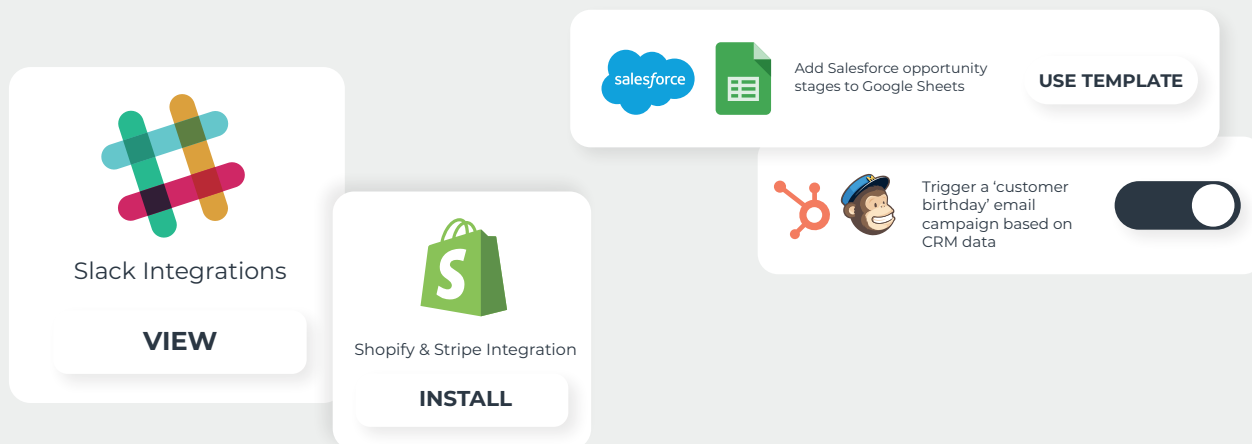 Slack Integrations
VIEW
Shopify & Stripe Integration
INSTALL
salesforce
Add Salesforce opportunity
stages to Google Sheets
USE TEMPLATE
Trigger a ‘customer
birthday’ email
campaign based on
CRM data